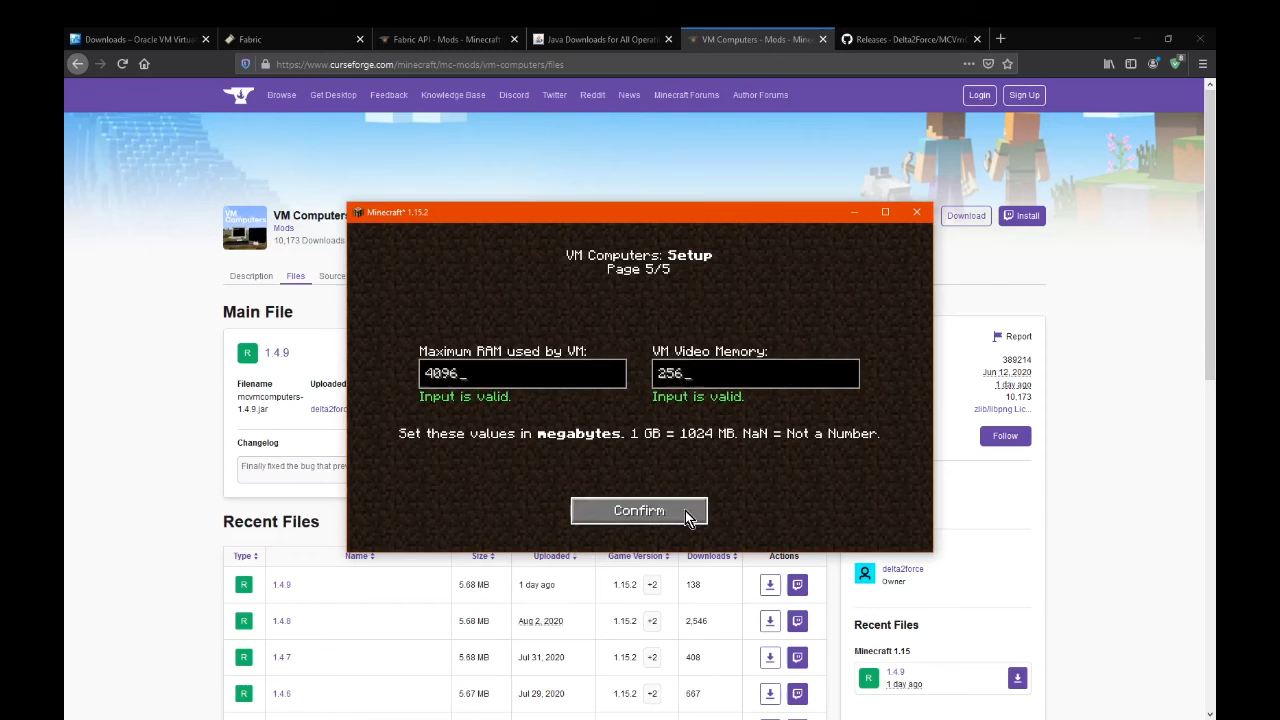 Downloads – Oracle VM Virtu
Fabric
Fabric API - Mods - Minecraft
Java Downloads for All Operati
VM Computers - Mods - Mine
Releases - Delta2Force/MCVm
https://www.curseforge.com/minecraft/mc-mods/vm-computers/files
Browse Get Desktop Feedback Knowledge Base Discord Twitter Reddit News Minecraft Forums Author Forums Login Sign Up
VM Computers
VM Computers
Mods
10,173 Downloads
Download
Install
Description Files Source
Main File
R 1.4.9
Filename Uploaded
mcvmcomputers- delta2forc
1.4.9.jar
Changelog
Finally fixed the bug that prev
Minecraft* 1.15.2
VM Computers: Setup
Page 5/5
Maximum RAM used by VM: VM Video Memory:
4096_ 256_
Input is valid. Input is valid.
Set these values in megabytes. 1 GB = 1024 MB. NaN = Not a Number.
Confirm
Report
389214
Jun 12, 2020
1 day ago
10,173
zlib/libpng Lic...
Follow
delta2force
Owner
Recent Files
Minecraft 1.15
R 1.4.9
1 day ago
Recent Files
Type Name Size Uploaded Game Version Downloads Actions
R 1.4.9 5.68 MB 1 day ago 1.15.2 +2 138
R 1.4.8 5.68 MB Aug 2, 2020 1.15.2 +2 2,546
R 1.4.7 5.68 MB Jul 31, 2020 1.15.2 +2 408
R 1.4.6 5.67 MB Jul 29, 2020 1.15.2 +2 667